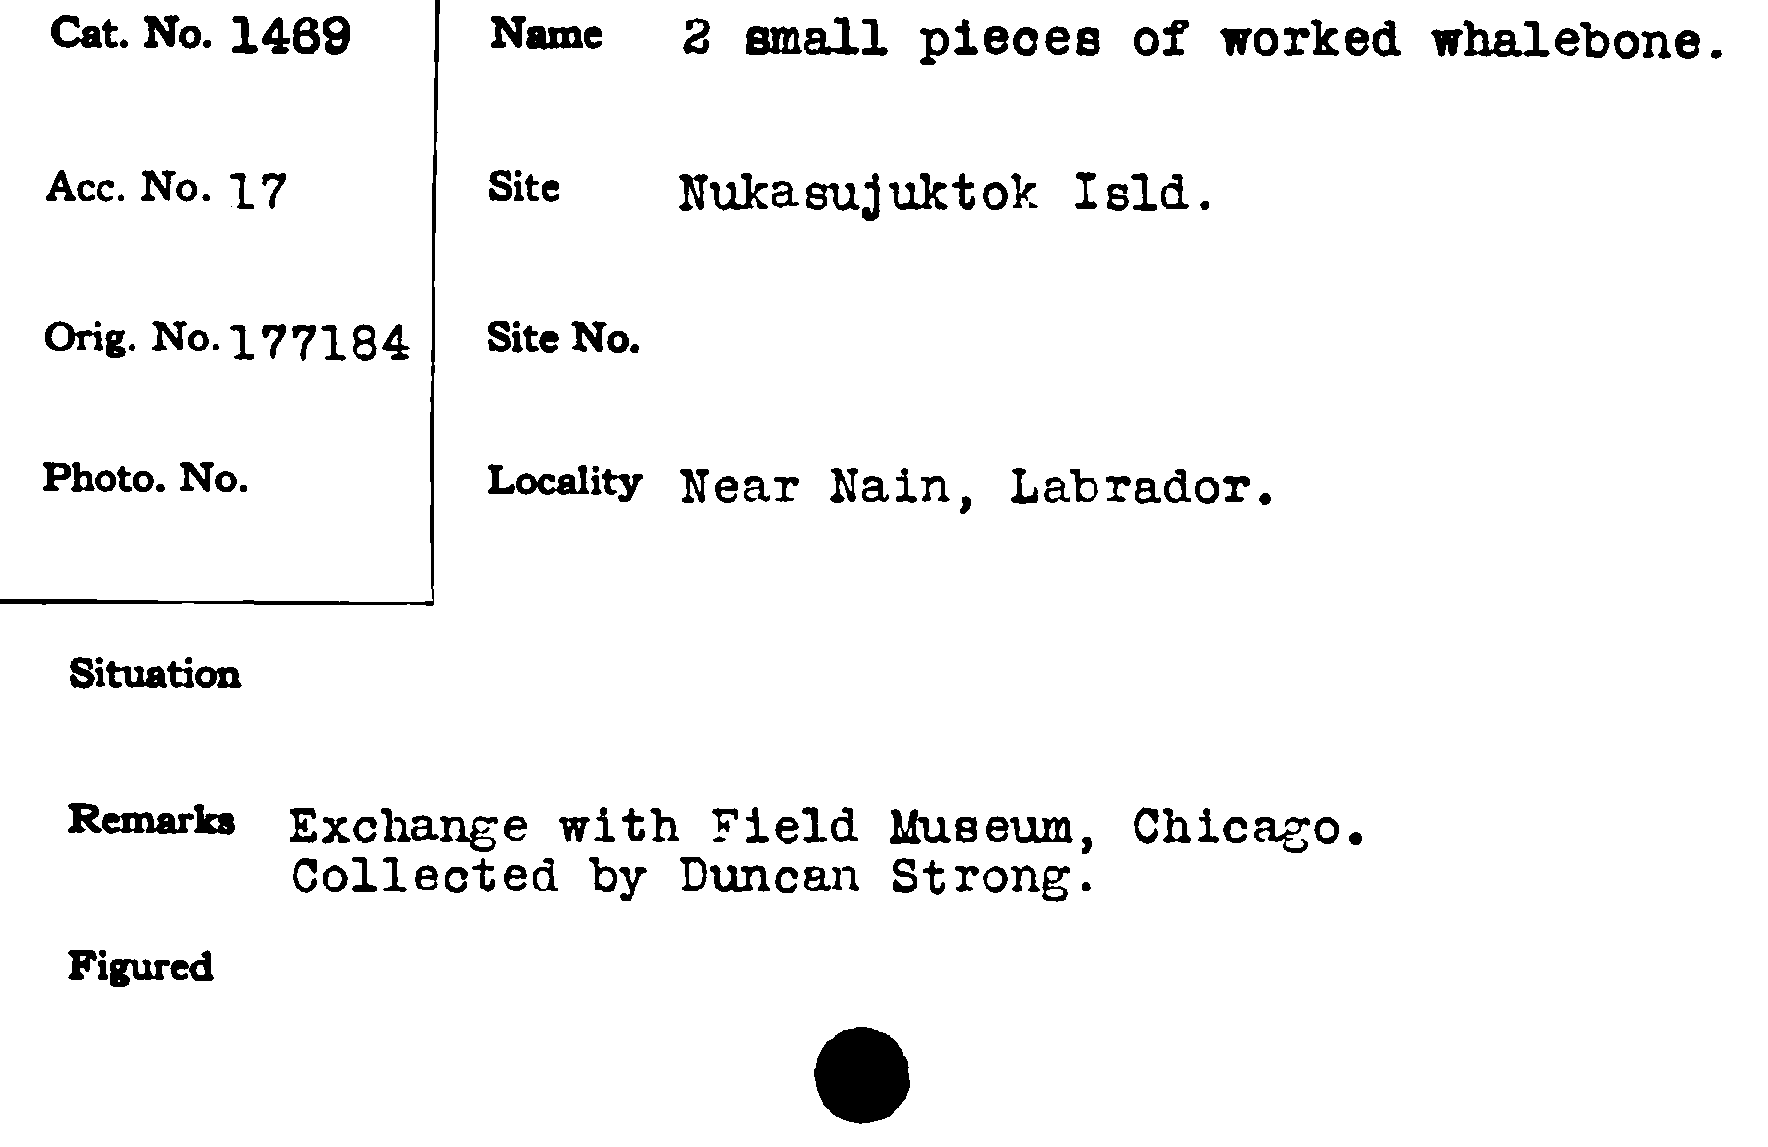 Cat. No. 1469
Name 2 small pieces of worked whalebone.
Acc. No. 17
Site Nukasujuktok Isld.
Orig. No. 177184
Site No.
Photo. No.
Locality Near Nain, Labrador.
Situation
Remarks Exchange with Field Museum, Chicago.
Collected by Duncan Strong.
Figured